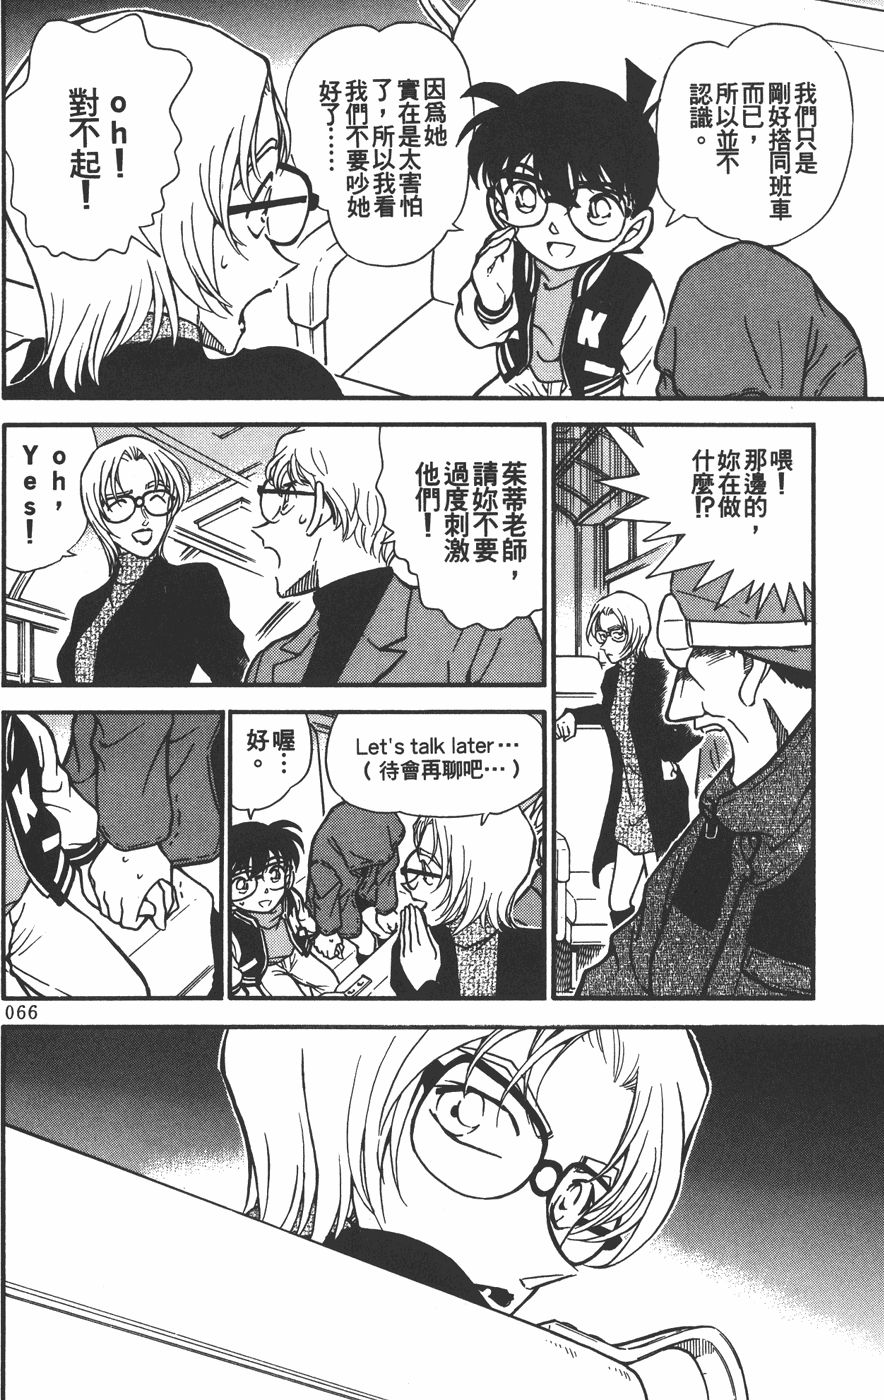 我們只是
剛好搭同班車
而已，
所以並不
認識。
因為她
實在是太害怕
了，所以我看
我們不要吵她
好了……
oh！
對不起！
喂！
那邊的，
妳在做
什麼!?
茱蒂老師，
請妳不要
過度刺激
他們！
oh，
Yes！
Let's talk later…
（待會再聊吧…）
喔…
好。
K
066